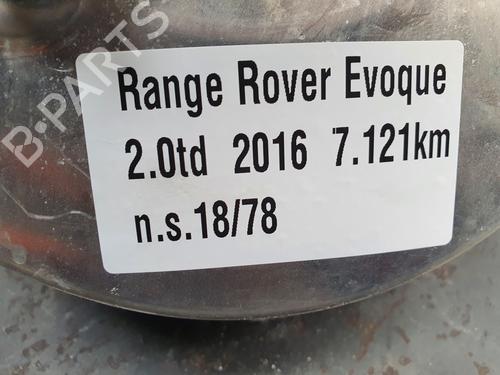 B-PARTS
Range Rover Evoque
2.0td 2016 7.121km
n.s.18/78